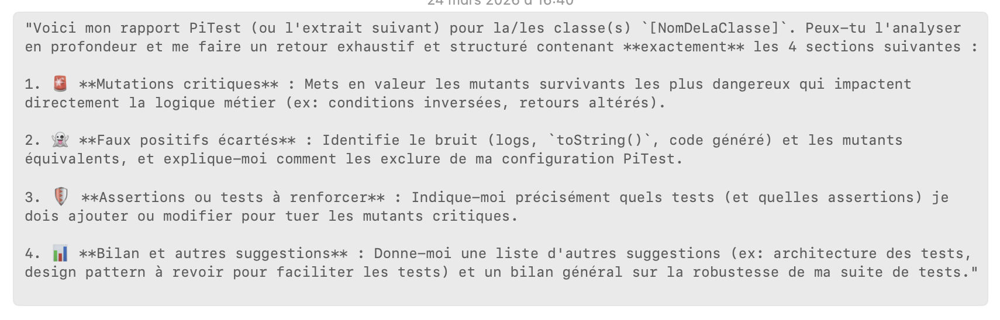 24 mars 2026 à 16:40
"Voici mon rapport PiTest (ou l'extrait suivant) pour la/les classe(s) `[NomDeLaClasse]`. Peux-tu l'analyser
en profondeur et me faire un retour exhaustif et structuré contenant **exactement** les 4 sections suivantes :
1. 🚨 **Mutations critiques** : Mets en valeur les mutants survivants les plus dangereux qui impactent
directement la logique métier (ex: conditions inversées, retours altérés).
2. 👻 **Faux positifs écartés** : Identifie le bruit (logs, `toString()`, code généré) et les mutants
équivalents, et explique-moi comment les exclure de ma configuration PiTest.
3. 🛡️ **Assertions ou tests à renforcer** : Indique-moi précisément quels tests (et quelles assertions) je
dois ajouter ou modifier pour tuer les mutants critiques.
4. 📊 **Bilan et autres suggestions** : Donne-moi une liste d'autres suggestions (ex: architecture des tests,
design pattern à revoir pour faciliter les tests) et un bilan général sur la robustesse de ma suite de tests."